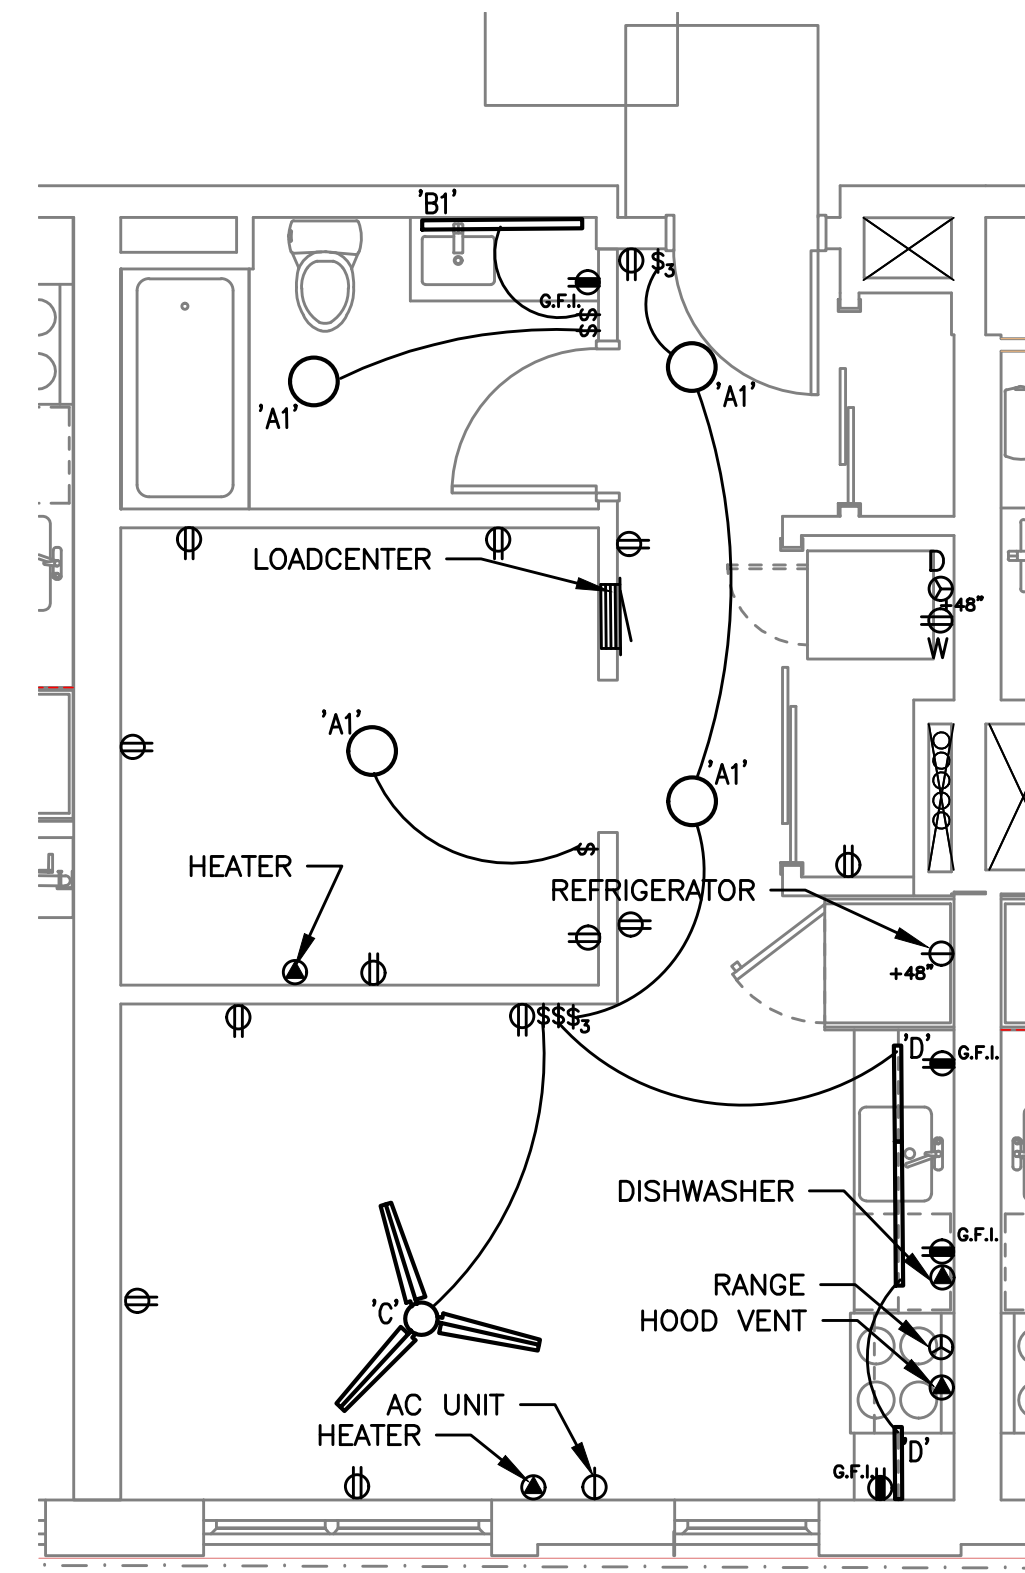 'B1'
$3
G.F.I.
$
$
'A1'
'A1'
LOADCENTER
D
+48"
W
'A1'
'A1'
HEATER
$
REFRIGERATOR
+48"
$$$3
'D'
G.F.I.
DISHWASHER
G.F.I.
RANGE
'C'
HOOD VENT
AC UNIT
HEATER
'D'
G.F.I.